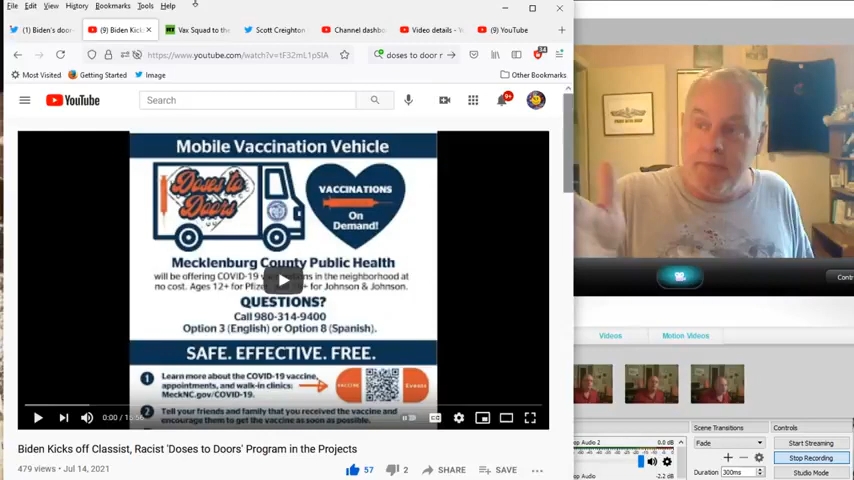 File Edit View History Bookmarks Tools Help
(1) Biden's door-
(9) Biden Kicks
Vax Squad to the
Scott Creighton
Channel dashbo
Video details - Yo
(9) YouTube
https://www.youtube.com/watch?v=tF32mL1pSIA
doses to door r
Most Visited Getting Started Image Other Bookmarks
YouTube
Search
9+
Mobile Vaccination Vehicle
Doses to Doors
VACCINATIONS
On
Demand!
Mecklenburg County Public Health
will be offering COVID-19 in the neighborhood at
no cost. Ages 12+ for Pfizer for Johnson & Johnson.
QUESTIONS?
Call 980-314-9400
Option 3 (English) or Option 8 (Spanish).
SAFE. EFFECTIVE. FREE.
1 Learn more about the COVID-19 vaccine,
appointments, and walk-in clinics:
MeckNC.gov/COVID-19.
VACCINE
2 Tell your friends and family that you received the vaccine and
encourage them to get the vaccine as soon as possible.
0:00
Biden Kicks off Classist, Racist 'Doses to Doors' Program in the Projects
479 views • Jul 14, 2021
57 2 SHARE SAVE
Contr
Videos Motion Videos
Audio 2 0.0 dB
-2.2 dB
Scene Transitions
Fade
Duration 300ms
Controls
Start Streaming
Stop Recording
Studio Mode